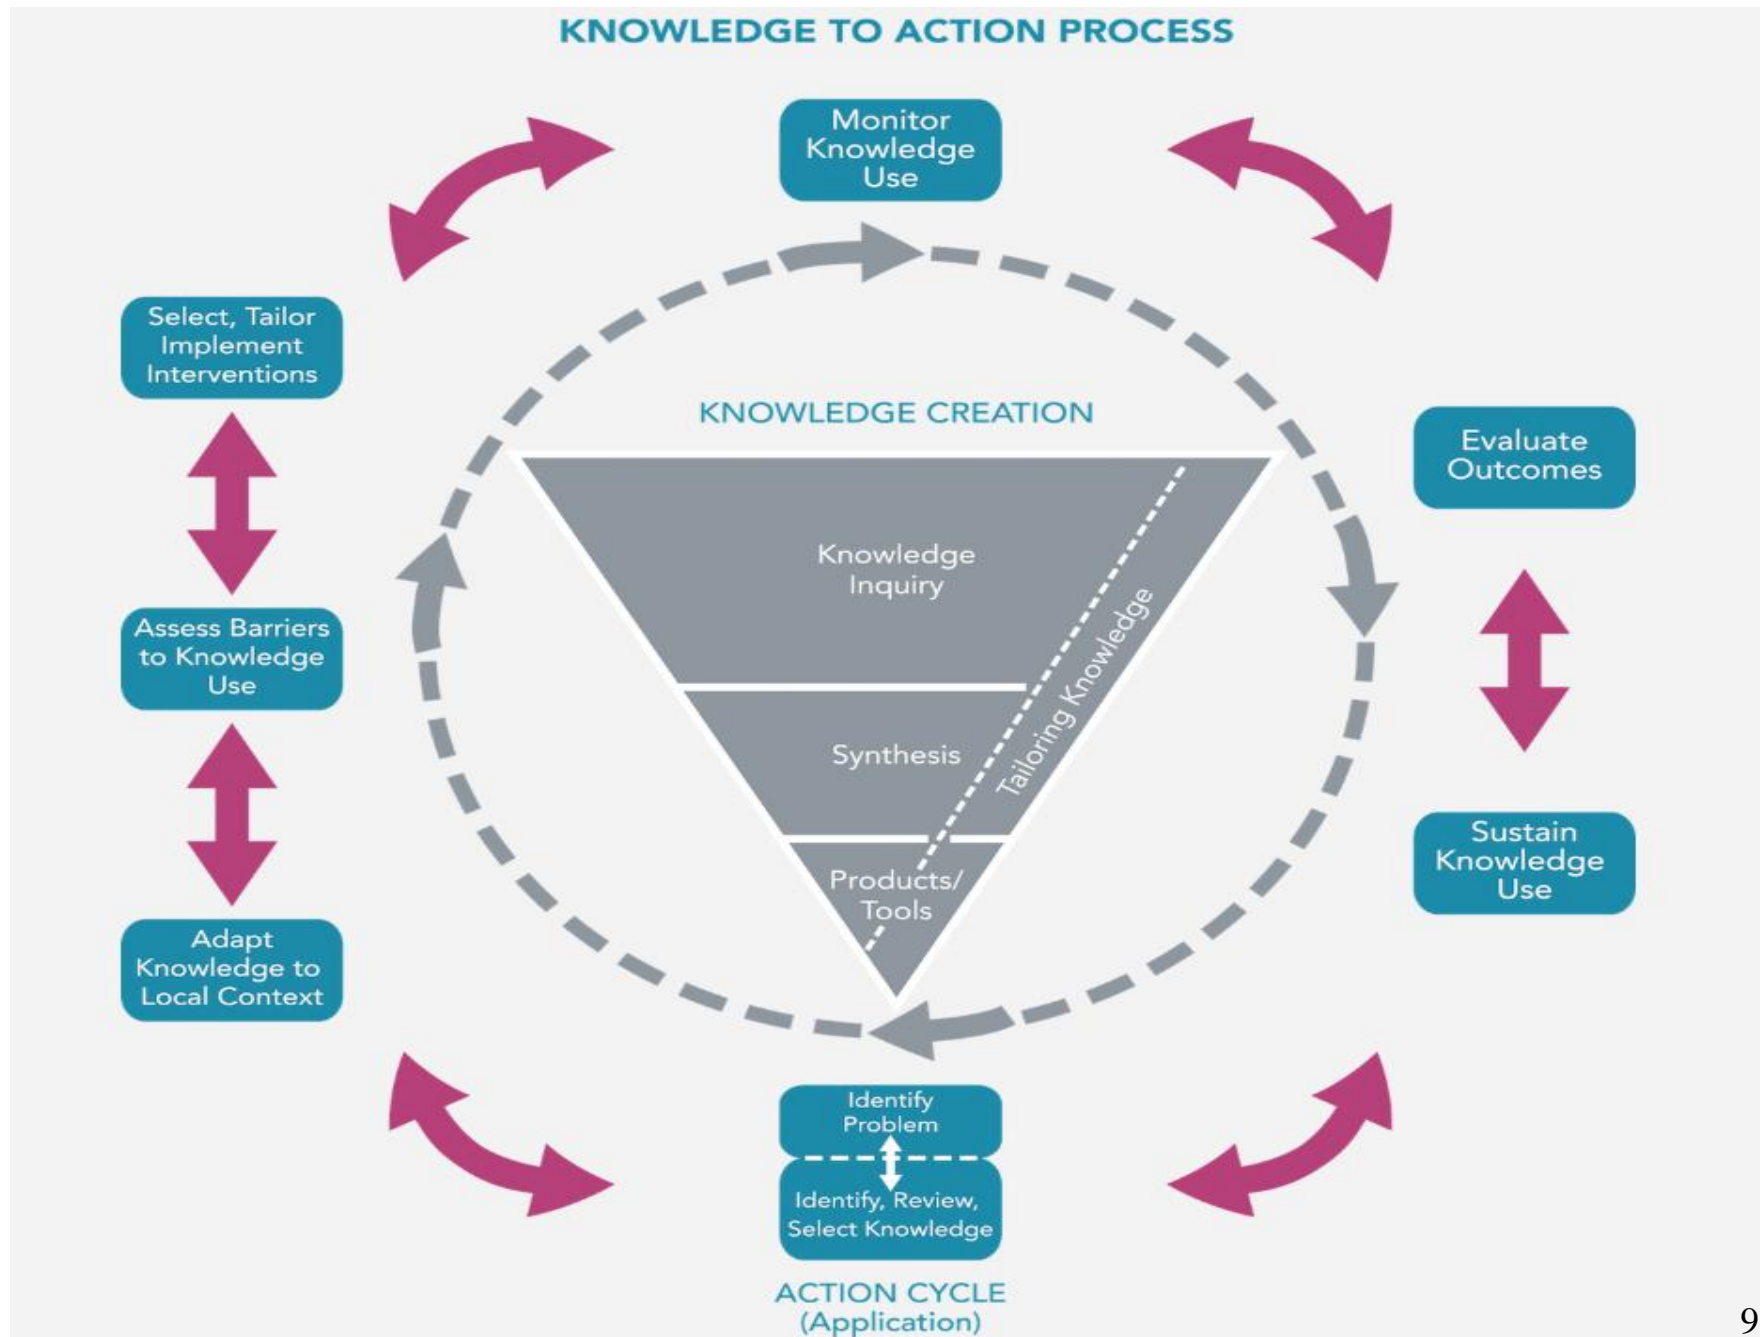 KNOWLEDGE TO ACTION PROCESS
Monitor
Knowledge
Use
Select, Tailor
Implement
Interventions
KNOWLEDGE CREATION
Evaluate
Outcomes
Knowledge
Inquiry
Tailoring Knowledge
Assess Barriers
to Knowledge
Use
Synthesis
Sustain
Knowledge
Use
Products/
Tools
Adapt
Knowledge to
Local Context
Identify
Problem
Identify, Review,
Select Knowledge
ACTION CYCLE
(Application)
9